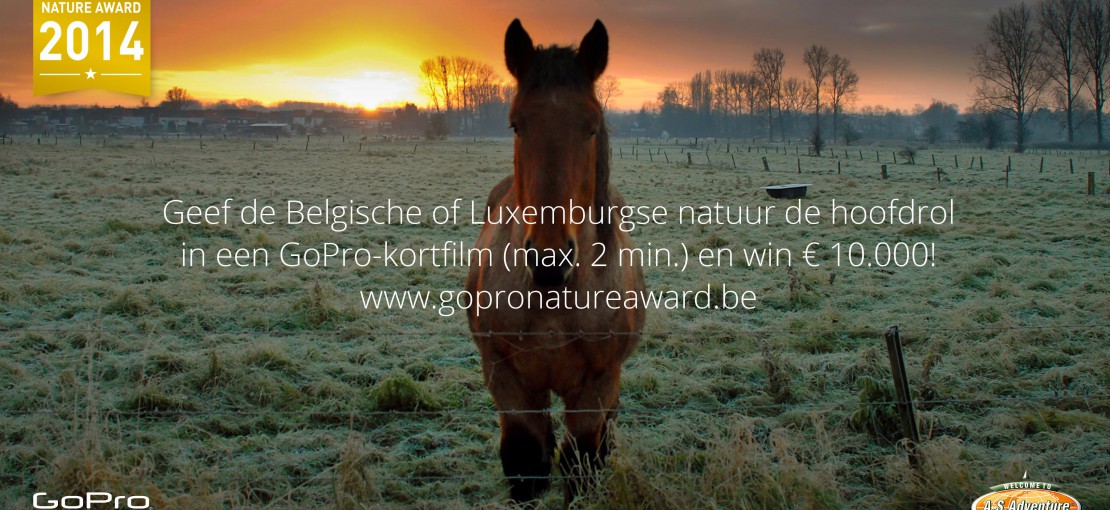 NATURE AWARD
2014
Geef de Belgische of Luxemburgse natuur de hoofdrol
in een GoPro-kortfilm (max. 2 min.) en win € 10.000!
www.gopronatureaward.be
GoPro
WELCOME TO
A.S.Adventure